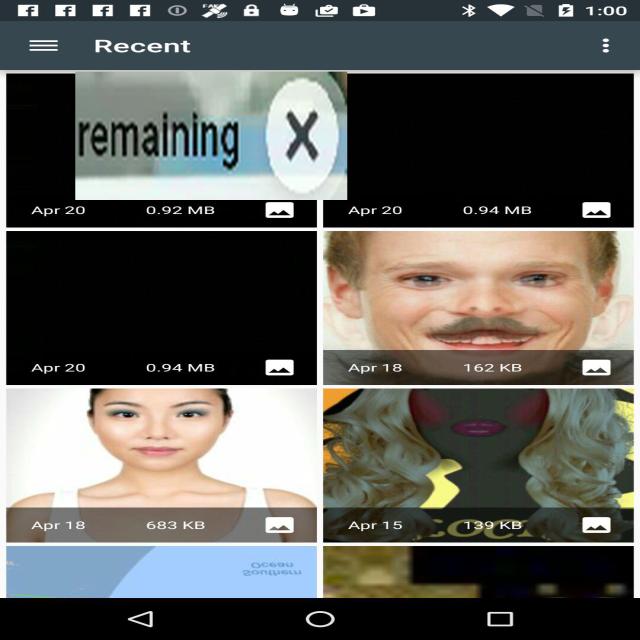 1:00
Recent
remaining X
Apr 20 0.92 MB Apr 20 0.94 MB
Apr 20 0.94 MB Apr 18 162 KB
Apr 18 683 KB Apr 15 139 KB
Southern
Ocean